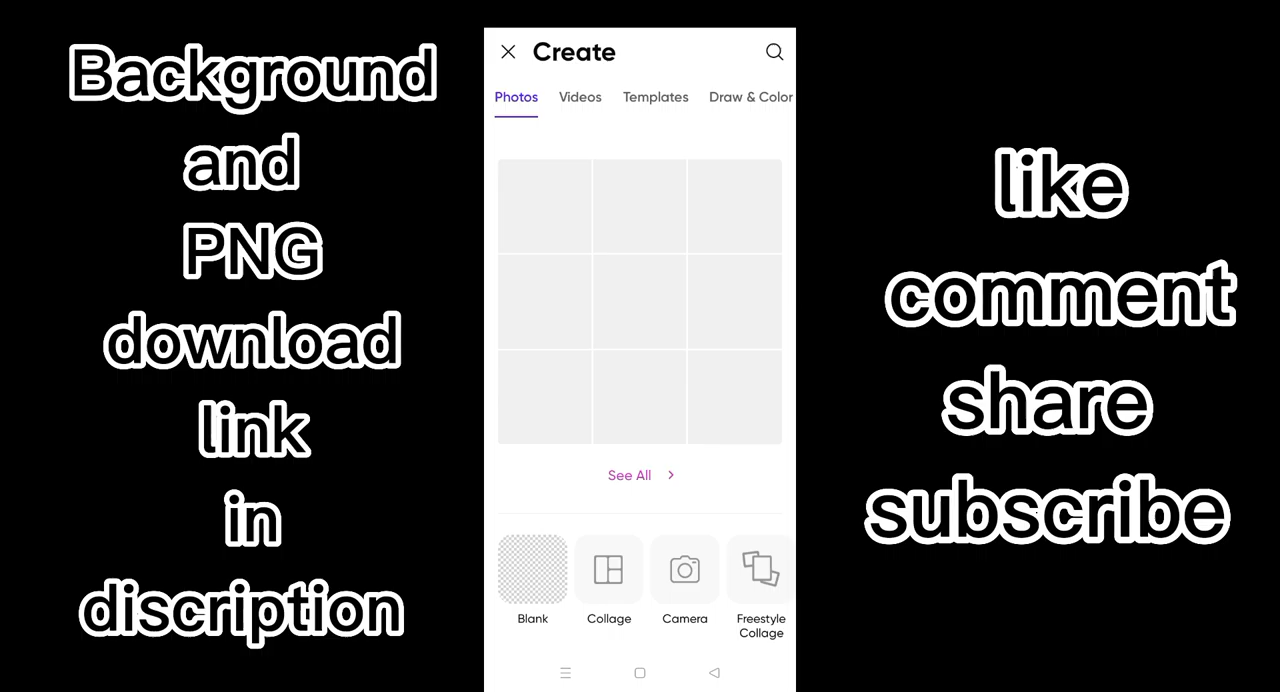 Background
and
PNG
download
link
in
discription
Create
Photos Videos Templates Draw & Color
See All
Blank Collage Camera Freestyle
Collage
like
comment
share
subscribe